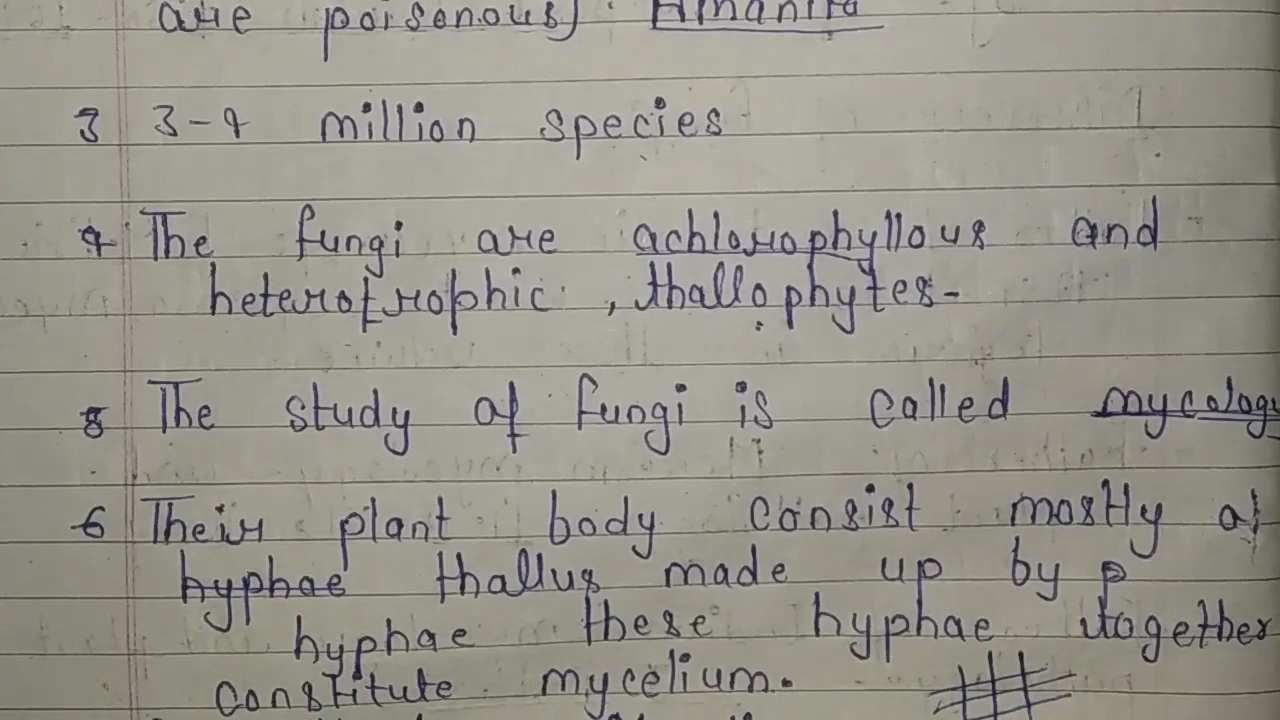 are poisonous) . Amanita
3 3-4 million species
4 The fungi are achlorophyllous and
heterotrophic , thallophytes-
5 The study of fungi is called mycology
6 Their plant body consist mostly of
hyphae thallus made up by p
hyphae these hyphae together
constitute mycelium.